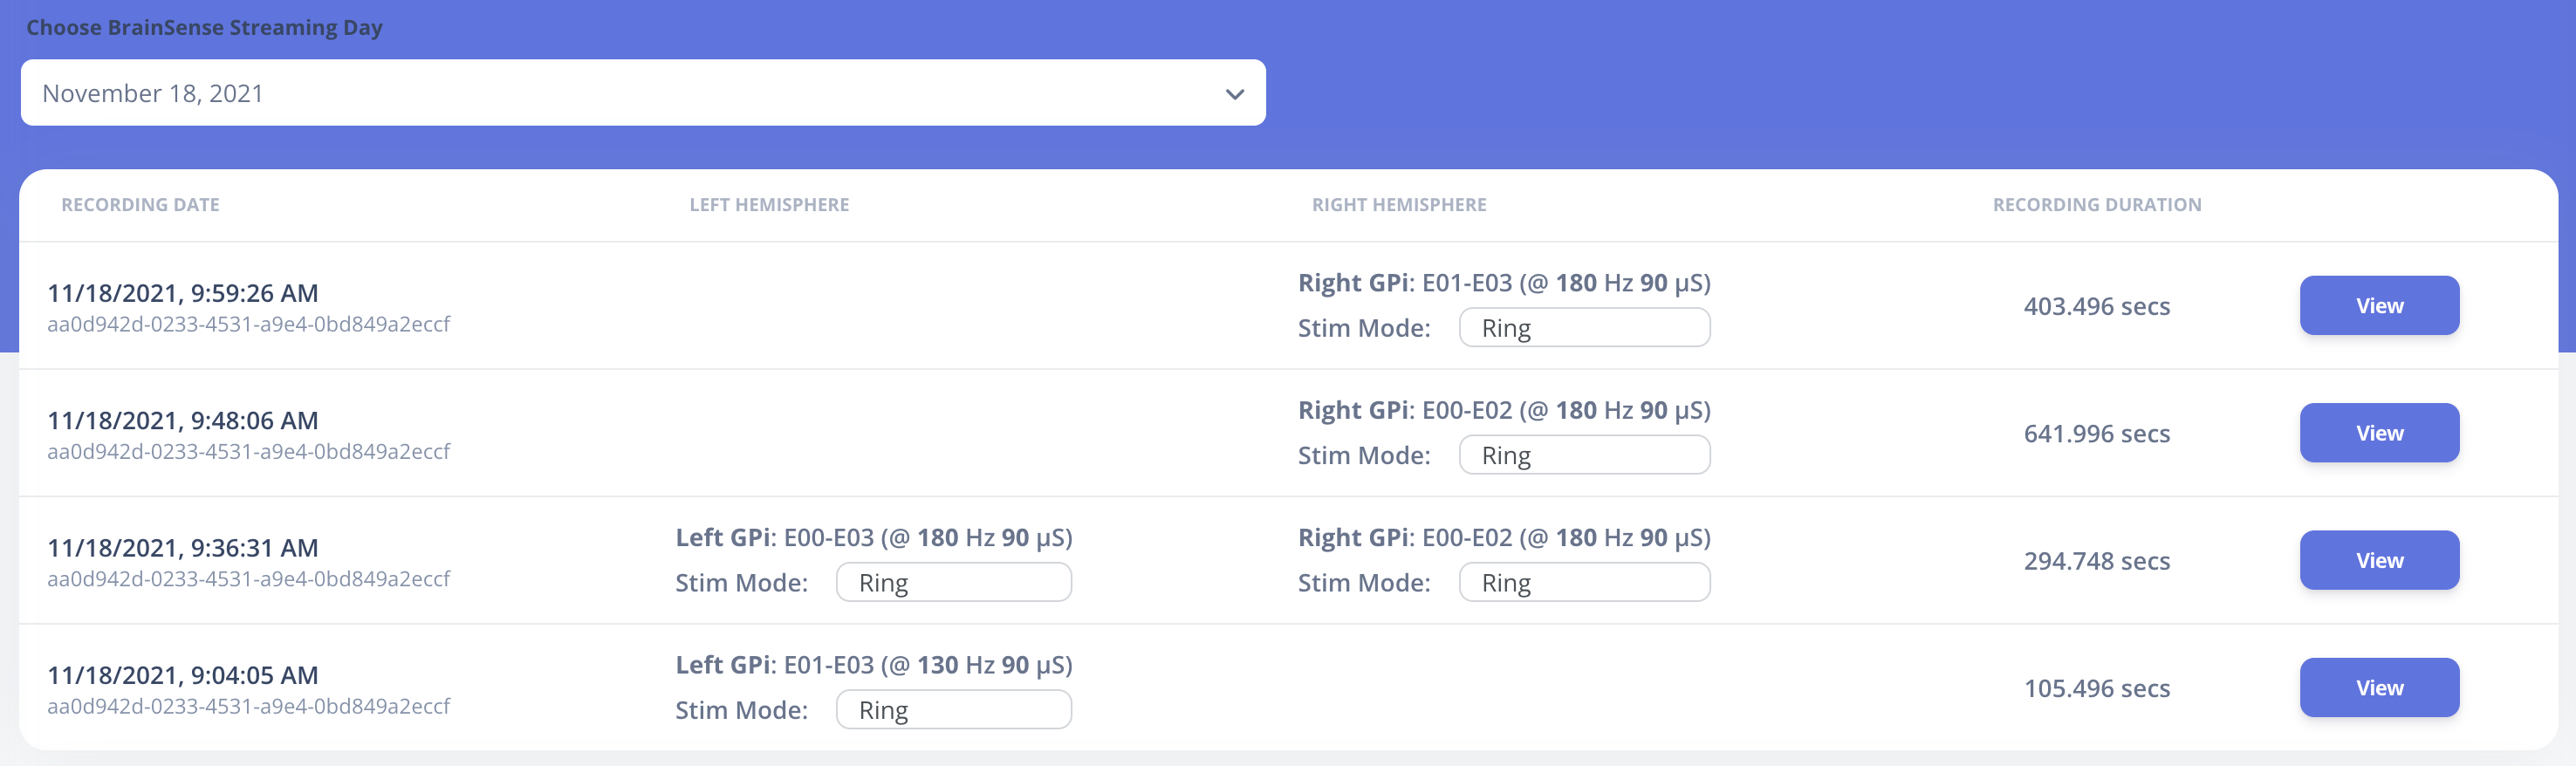 Choose BrainSense Streaming Day
November 18, 2021
RECORDING DATE LEFT HEMISPHERE RIGHT HEMISPHERE RECORDING DURATION
11/18/2021, 9:59:26 AM
aa0d942d-0233-4531-a9e4-0bd849a2eccf
Right GPi: E01-E03 (@ 180 Hz 90 μS)
Stim Mode: Ring
403.496 secs
View
11/18/2021, 9:48:06 AM
aa0d942d-0233-4531-a9e4-0bd849a2eccf
Right GPi: E00-E02 (@ 180 Hz 90 μS)
Stim Mode: Ring
641.996 secs
View
11/18/2021, 9:36:31 AM
aa0d942d-0233-4531-a9e4-0bd849a2eccf
Left GPi: E00-E03 (@ 180 Hz 90 μS)
Stim Mode: Ring
Right GPi: E00-E02 (@ 180 Hz 90 μS)
Stim Mode: Ring
294.748 secs
View
11/18/2021, 9:04:05 AM
aa0d942d-0233-4531-a9e4-0bd849a2eccf
Left GPi: E01-E03 (@ 130 Hz 90 μS)
Stim Mode: Ring
105.496 secs
View